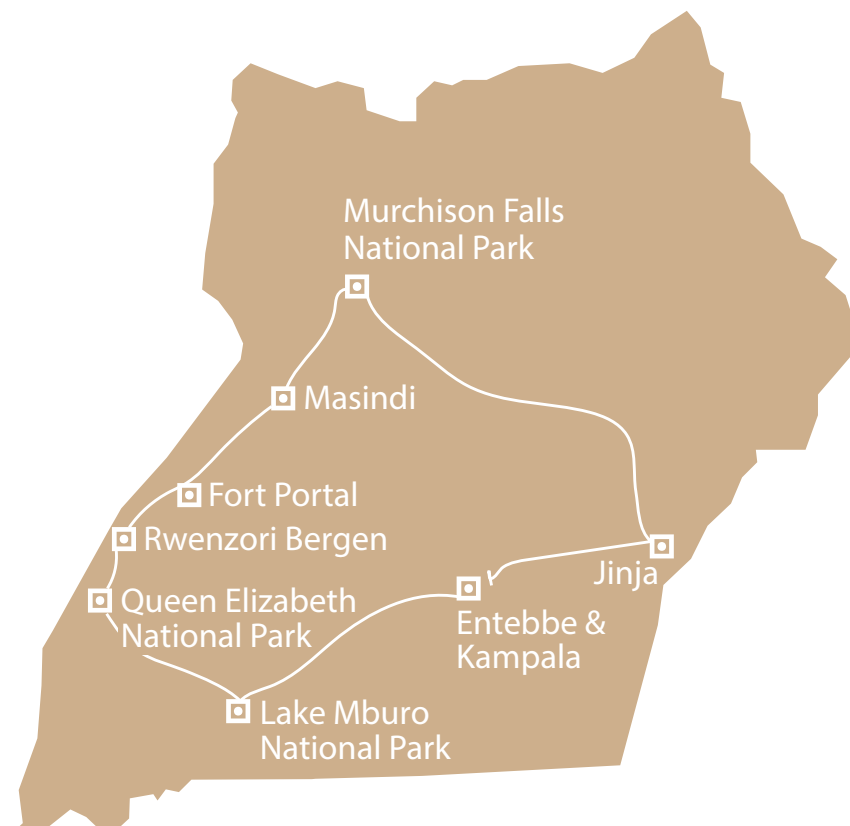 Murchison Falls
National Park
Masindi
Fort Portal
Rwenzori Bergen
Queen Elizabeth
National Park
Jinja
Entebbe &
Kampala
Lake Mburo
National Park